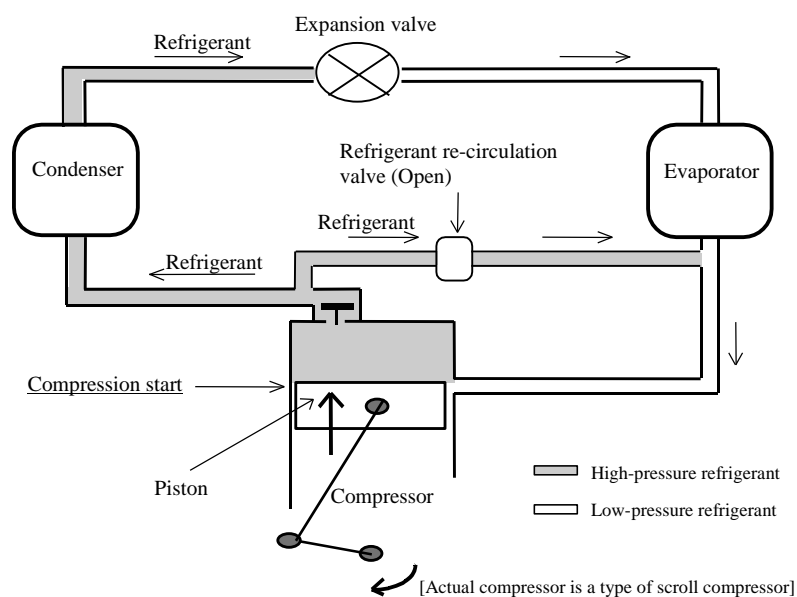 Expansion valve
Refrigerant
Condenser
Refrigerant re-circulation
valve (Open)
Evaporator
Refrigerant
Refrigerant
Compression start
Piston
Compressor
High-pressure refrigerant
Low-pressure refrigerant
[Actual compressor is a type of scroll compressor]